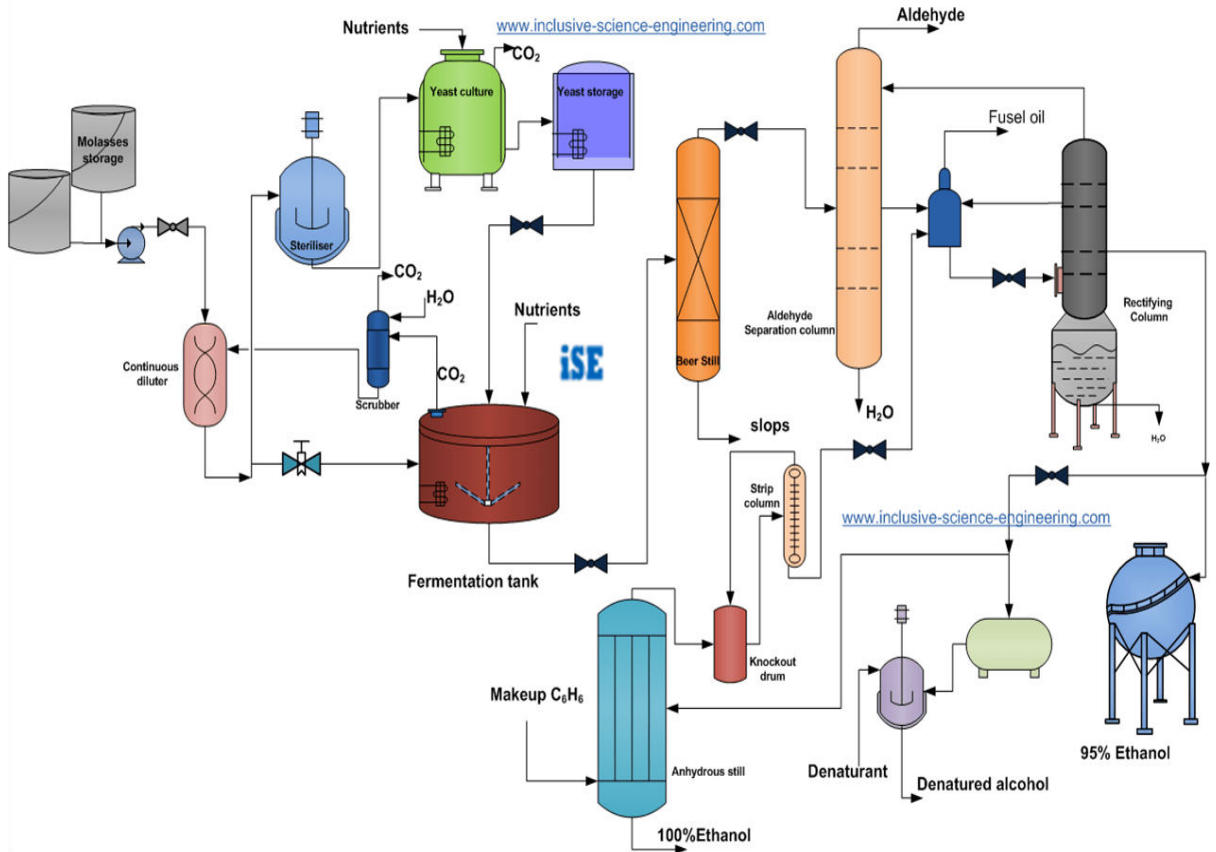 www.inclusive-science-engineering.com
Aldehyde
Nutrients
CO₂
Yeast culture
Yeast storage
Fusel oil
Molasses
storage
Steriliser
CO₂
H₂O
Nutrients
Rectifying
Column
Aldehyde
Separation column
Continuous
diluter
iSE
Beer Still
CO₂
Scrubber
H₂O
slops
H₂O
Strip
column
www.inclusive-science-engineering.com
Fermentation tank
Knockout
drum
Makeup C₆H₆
95% Ethanol
Anhydrous still
Denaturant
Denatured alcohol
100%Ethanol